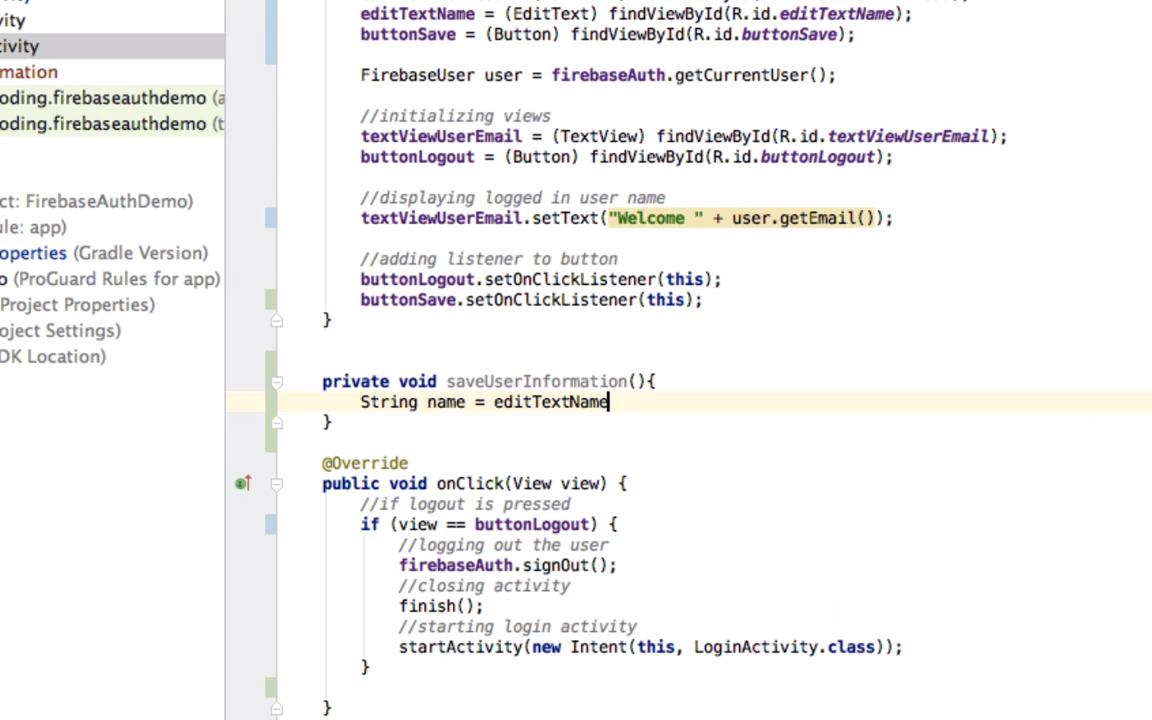 editTextName = (EditText) findViewById(R.id.editTextName);
buttonSave = (Button) findViewById(R.id.buttonSave);
FirebaseUser user = firebaseAuth.getCurrentUser();
//initializing views
textViewUserEmail = (TextView) findViewById(R.id.textViewUserEmail);
buttonLogout = (Button) findViewById(R.id.buttonLogout);
//displaying logged in user name
textViewUserEmail.setText("Welcome " + user.getEmail());
//adding listener to button
buttonLogout.setOnClickListener(this);
buttonSave.setOnClickListener(this);
}
private void saveUserInformation(){
String name = editTextName
}
@Override
public void onClick(View view) {
//if logout is pressed
if (view == buttonLogout) {
//logging out the user
firebaseAuth.signOut();
//closing activity
finish();
//starting login activity
startActivity(new Intent(this, LoginActivity.class));
}
}
vity
ivity
mation
oding.firebaseauthdemo (a
oding.firebaseauthdemo (t
ct: FirebaseAuthDemo)
ule: app)
operties (Gradle Version)
o (ProGuard Rules for app)
Project Properties)
oject Settings)
DK Location)